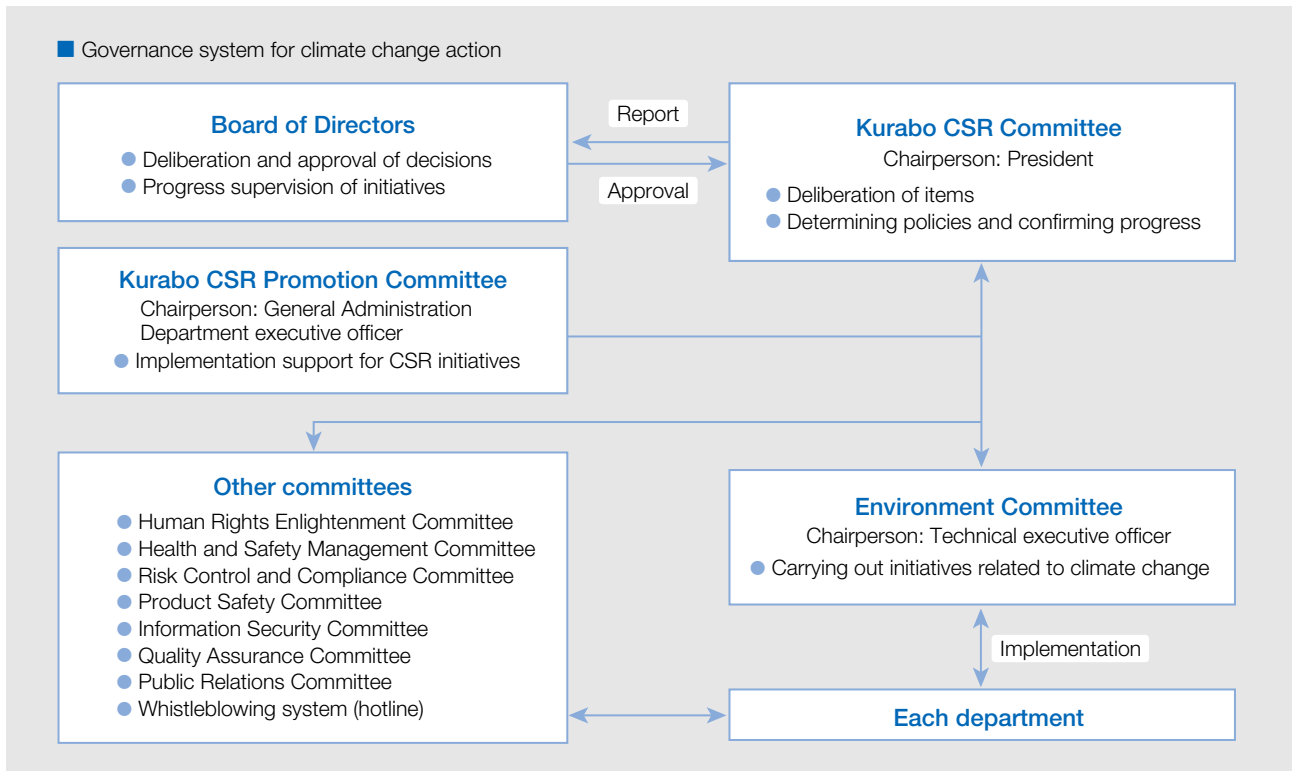 Governance system for climate change action
Board of Directors
● Deliberation and approval of decisions
● Progress supervision of initiatives
Report
Approval
Kurabo CSR Committee
Chairperson: President
● Deliberation of items
● Determining policies and confirming progress
Kurabo CSR Promotion Committee
Chairperson: General Administration
Department executive officer
● Implementation support for CSR initiatives
Other committees
● Human Rights Enlightenment Committee
● Health and Safety Management Committee
● Risk Control and Compliance Committee
● Product Safety Committee
● Information Security Committee
● Quality Assurance Committee
● Public Relations Committee
● Whistleblowing system (hotline)
Environment Committee
Chairperson: Technical executive officer
● Carrying out initiatives related to climate change
Implementation
Each department